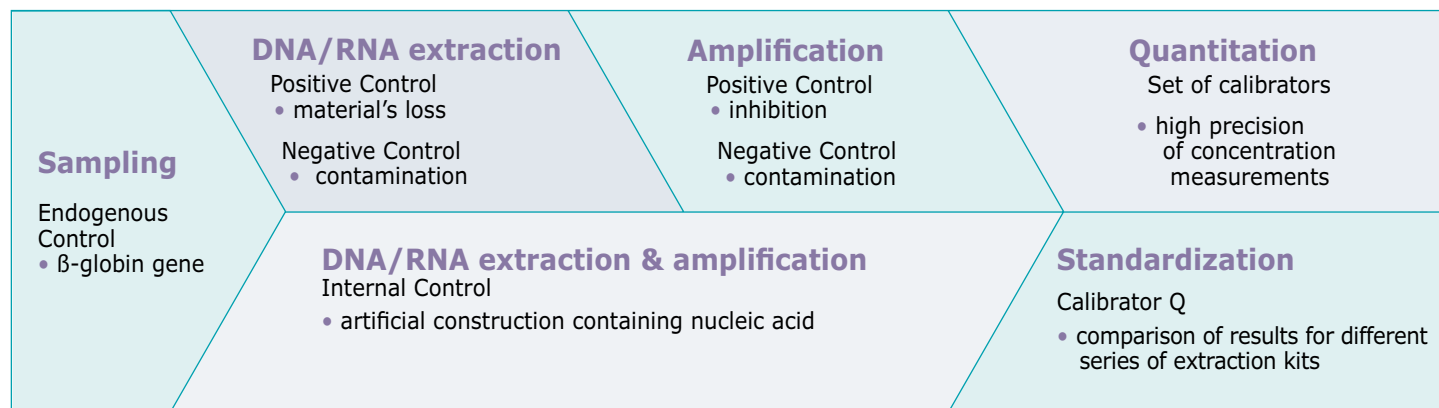 Sampling
Endogenous
Control
• ß-globin gene
DNA/RNA extraction
Positive Control
• material’s loss
Negative Control
• contamination
Amplification
Positive Control
• inhibition
Negative Control
• contamination
Quantitation
Set of calibrators
• high precision
of concentration
measurements
DNA/RNA extraction & amplification
Internal Control
• artificial construction containing nucleic acid
Standardization
Calibrator Q
• comparison of results for different
series of extraction kits